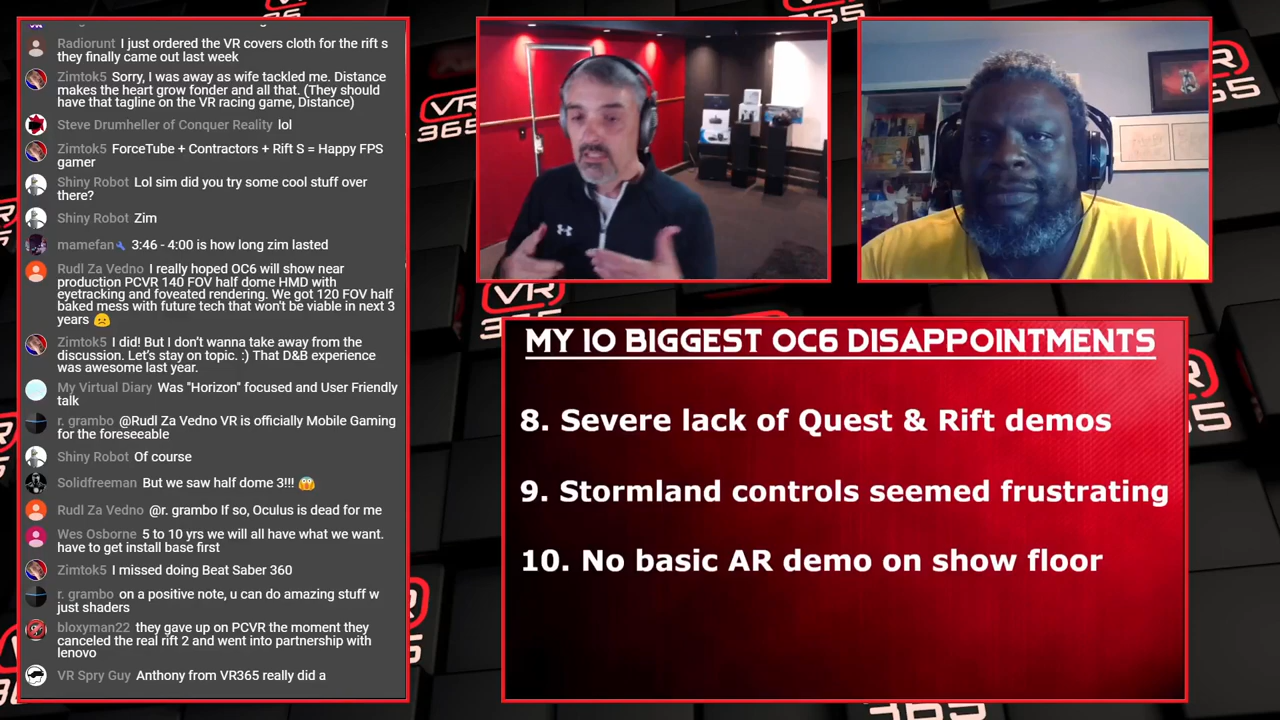 Radiorunt I just ordered the VR covers cloth for the rift s
they finally came out last week
Zimtok5 Sorry, I was away as wife tackled me. Distance
makes the heart grow fonder and all that. (They should
have that tagline on the VR racing game, Distance)
Steve Drumheller of Conquer Reality lol
Zimtok5 ForceTube + Contractors + Rift S = Happy FPS
gamer
Shiny Robot Lol sim did you try some cool stuff over
there?
Shiny Robot Zim
mamefan 3:46 - 4:00 is how long zim lasted
Rudl Za Vedno I really hoped OC6 will show near
production PCVR 140 FOV half dome HMD with
eyetracking and foveated rendering. We got 120 FOV half
baked mess with future tech that won't be viable in next 3
years
Zimtok5 I did! But I don't wanna take away from the
discussion. Let's stay on topic. :) That D&B experience
was awesome last year.
My Virtual Diary Was "Horizon" focused and User Friendly
talk
r. grambo @Rudl Za Vedno VR is officially Mobile Gaming
for the foreseeable
Shiny Robot Of course
Solidfreeman But we saw half dome 3!!!
Rudl Za Vedno @r. grambo If so, Oculus is dead for me
Wes Osborne 5 to 10 yrs we will all have what we want.
have to get install base first
Zimtok5 I missed doing Beat Saber 360
r. grambo on a positive note, u can do amazing stuff w
just shaders
bloxyman22 they gave up on PCVR the moment they
canceled the real rift 2 and went into partnership with
lenovo
VR Spry Guy Anthony from VR365 really did a
VR
365
VR
365
MY 10 BIGGEST OC6 DISAPPOINTMENTS
8. Severe lack of Quest & Rift demos
9. Stormland controls seemed frustrating
10. No basic AR demo on show floor
365